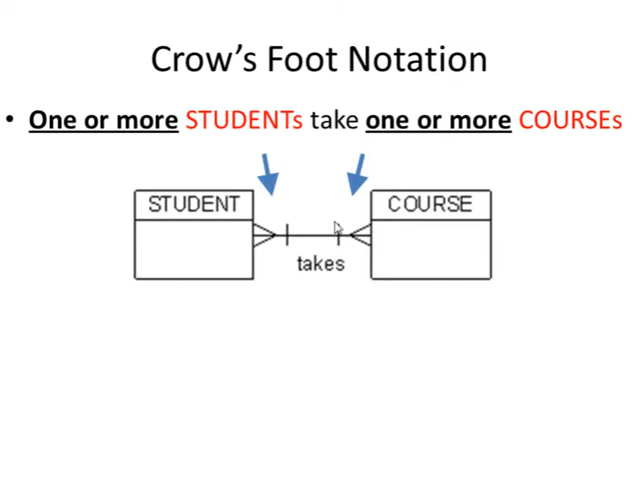 Crow's Foot Notation
• One or more STUDENTs take one or more COURSEs
STUDENT
COURSE
takes